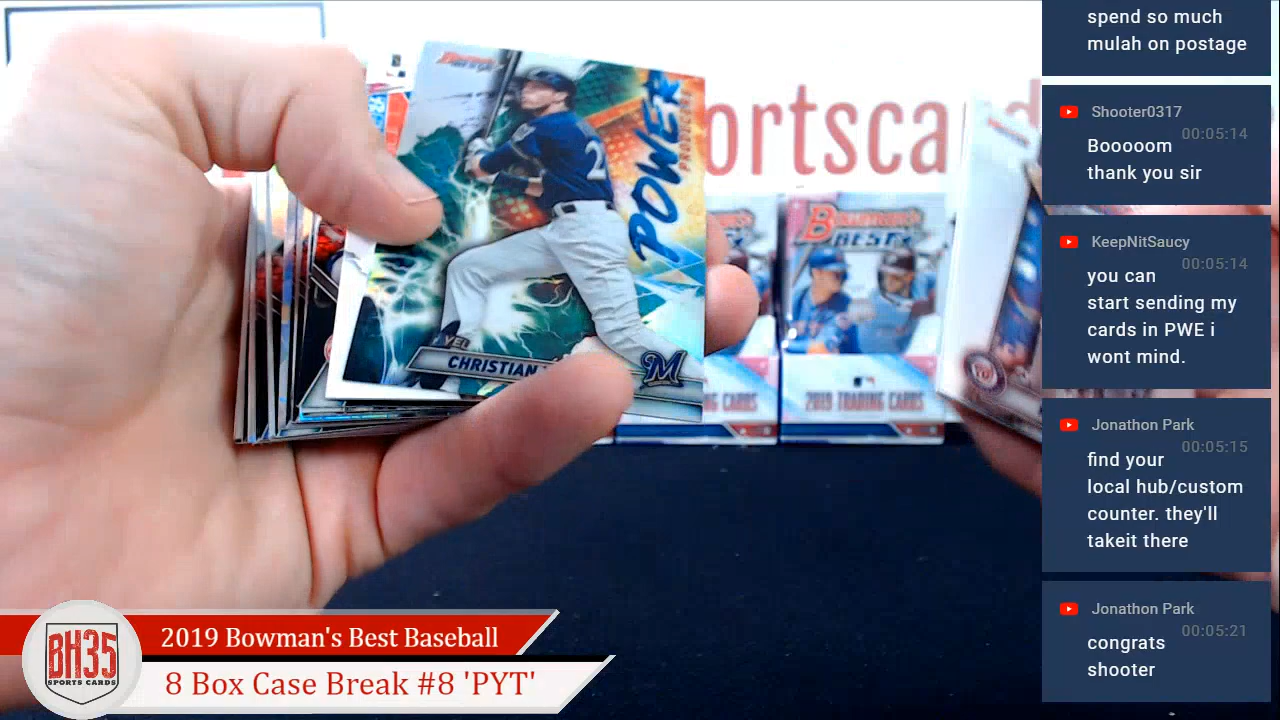 spend so much
mulah on postage
Shooter0317
00:05:14
Booooom
thank you sir
KeepNitSaucy
00:05:14
you can
start sending my
cards in PWE i
wont mind.
Jonathon Park
00:05:15
find your
local hub/custom
counter. they'll
takeit there
Jonathon Park
00:05:21
congrats
shooter
ortsca
POWER
PRODUCERS
CHRISTIAN
M
Bowman's
BEST
2019 TRADING CARDS
BH35
SPORTS CARDS
2019 Bowman's Best Baseball
8 Box Case Break #8 'PYT'